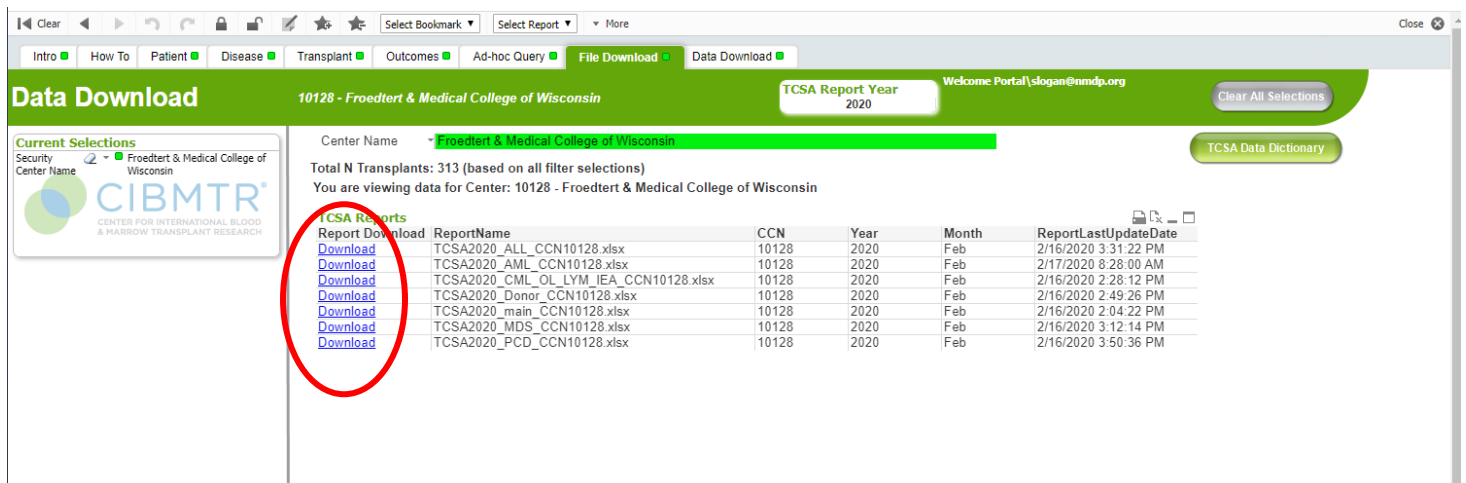 Clear Select Bookmark ▼ Select Report ▼ More Close
Intro How To Patient Disease Transplant Outcomes Ad-hoc Query File Download Data Download
Data Download
10128 - Froedtert & Medical College of Wisconsin
TCSA Report Year
2020
Welcome Portal\slogan@nmdp.org
Clear All Selections
Current Selections
Security Center Name
Froedtert & Medical College of Wisconsin
CIBMTR®
CENTER FOR INTERNATIONAL BLOOD
& MARROW TRANSPLANT RESEARCH
Center Name Froedtert & Medical College of Wisconsin
TCSA Data Dictionary
Total N Transplants: 313 (based on all filter selections)
You are viewing data for Center: 10128 - Froedtert & Medical College of Wisconsin
TCSA Reports
Report Download ReportName CCN Year Month ReportLastUpdateDate
Download TCSA2020_ALL_CCN10128.xlsx 10128 2020 Feb 2/16/2020 3:31:22 PM
Download TCSA2020_AML_CCN10128.xlsx 10128 2020 Feb 2/17/2020 8:28:00 AM
Download TCSA2020_CML_OL_LYM_IEA_CCN10128.xlsx 10128 2020 Feb 2/16/2020 2:28:12 PM
Download TCSA2020_Donor_CCN10128.xlsx 10128 2020 Feb 2/16/2020 2:49:26 PM
Download TCSA2020_main_CCN10128.xlsx 10128 2020 Feb 2/16/2020 2:04:22 PM
Download TCSA2020_MDS_CCN10128.xlsx 10128 2020 Feb 2/16/2020 3:12:14 PM
Download TCSA2020_PCD_CCN10128.xlsx 10128 2020 Feb 2/16/2020 3:50:36 PM